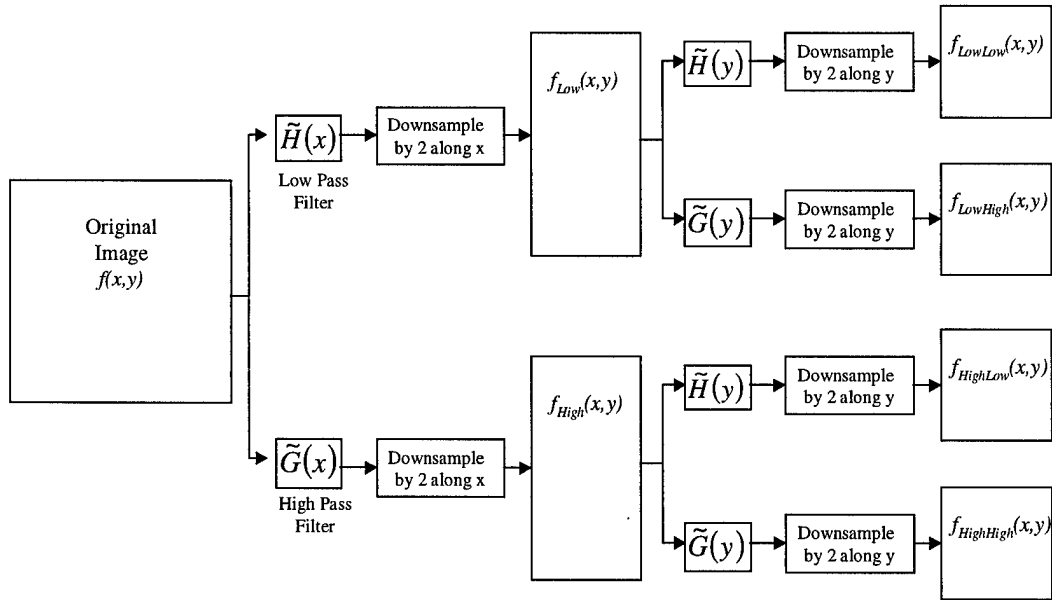 Original
Image
f(x,y)
H̃(x)
Low Pass
Filter
Downsample
by 2 along x
f_Low(x,y)
H̃(y)
Downsample
by 2 along y
f_LowLow(x,y)
G̃(y)
Downsample
by 2 along y
f_LowHigh(x,y)
G̃(x)
High Pass
Filter
Downsample
by 2 along x
f_High(x,y)
H̃(y)
Downsample
by 2 along y
f_HighLow(x,y)
G̃(y)
Downsample
by 2 along y
f_HighHigh(x,y)